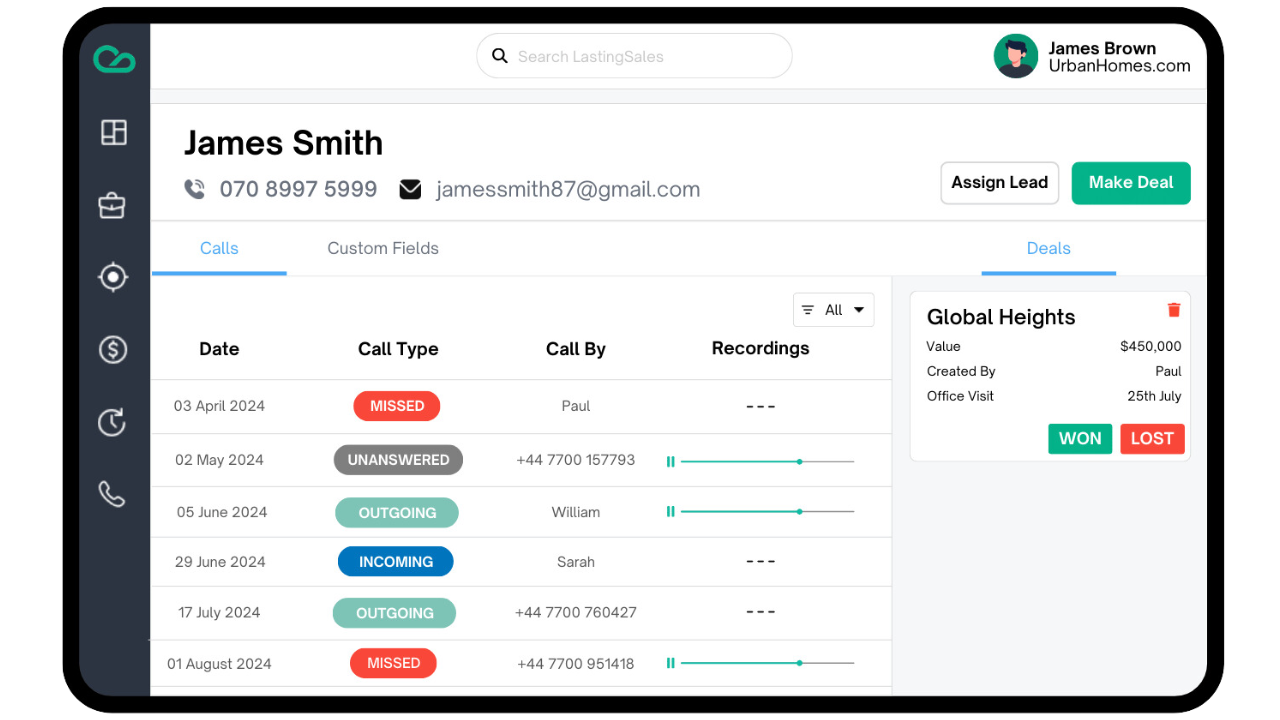 Search LastingSales
James Brown
UrbanHomes.com
James Smith
070 8997 5999 jamessmith87@gmail.com
Assign Lead Make Deal
Calls Custom Fields Deals
All
Date Call Type Call By Recordings
03 April 2024 MISSED Paul ---
02 May 2024 UNANSWERED +44 7700 157793
05 June 2024 OUTGOING William
29 June 2024 INCOMING Sarah ---
17 July 2024 OUTGOING +44 7700 760427 ---
01 August 2024 MISSED +44 7700 951418
Global Heights
Value $450,000
Created By Paul
Office Visit 25th July
WON LOST